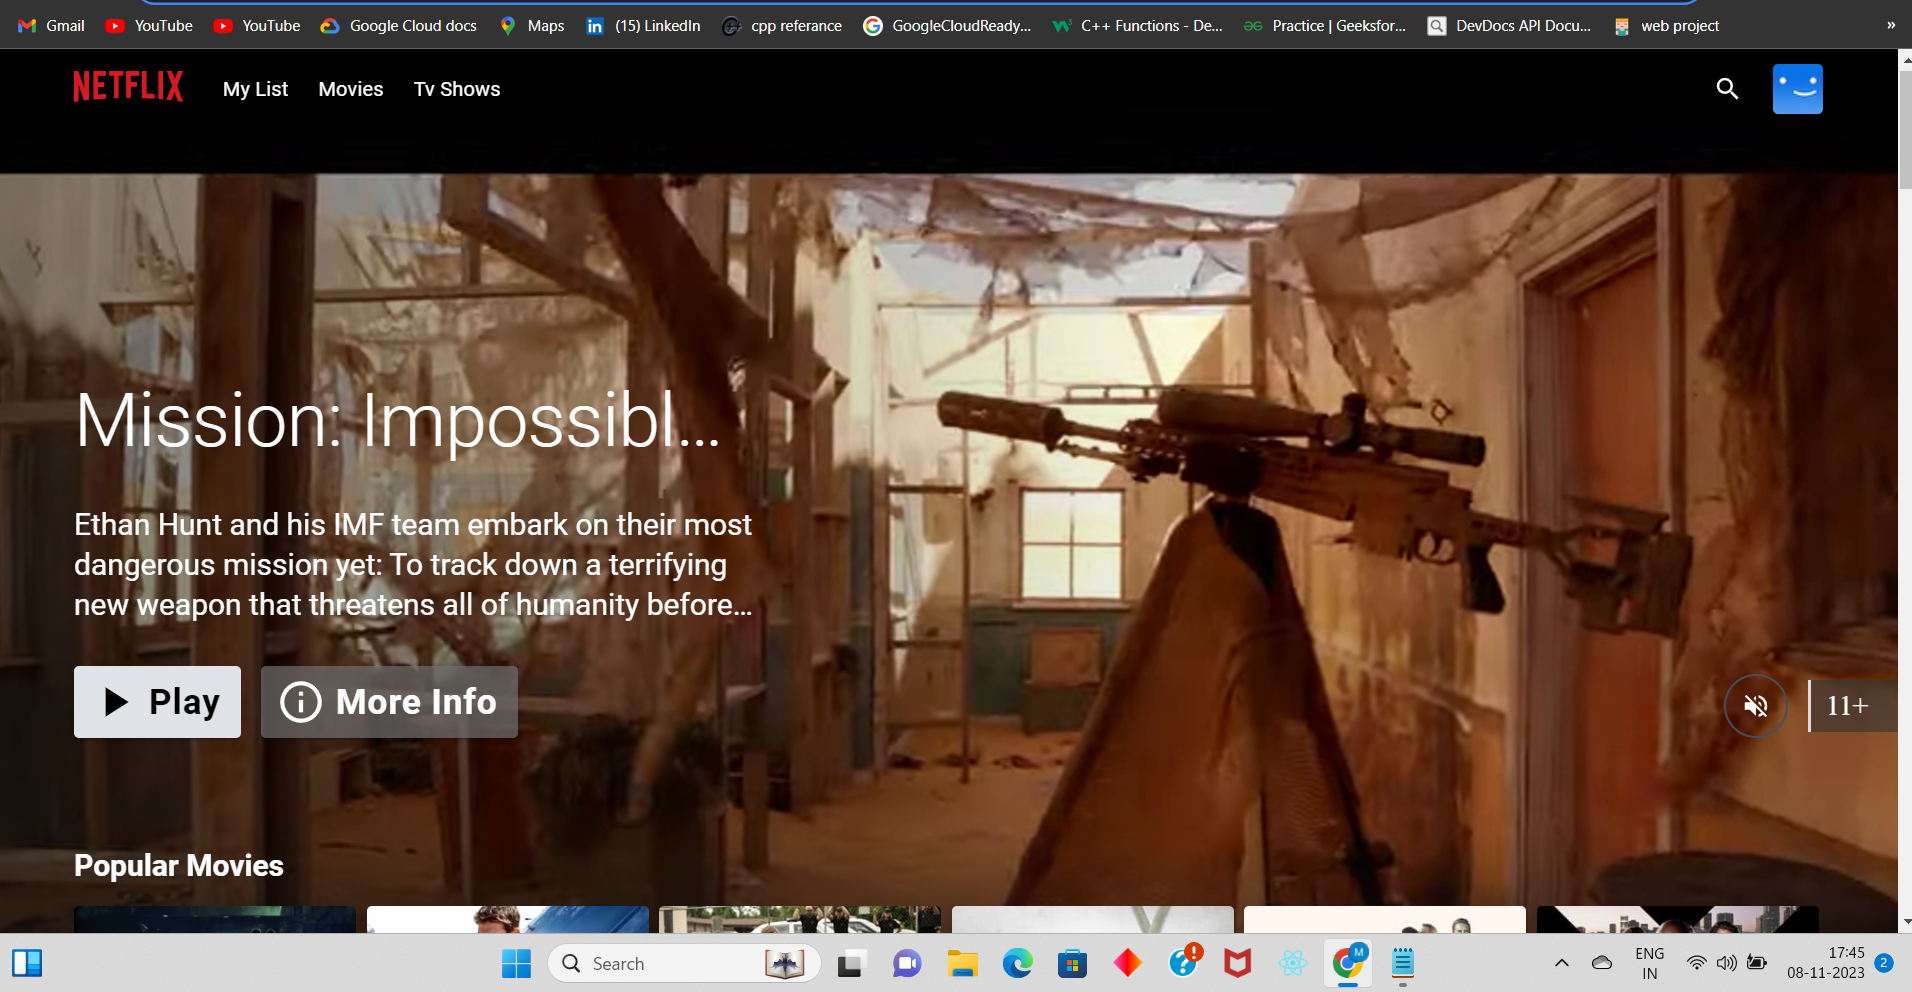 Gmail YouTube YouTube Google Cloud docs Maps (15) LinkedIn cpp referance GoogleCloudReady... C++ Functions - De... Practice | Geeksfor... DevDocs API Docu... web project »
NETFLIX My List Movies Tv Shows
Mission: Impossibl...
Ethan Hunt and his IMF team embark on their most
dangerous mission yet: To track down a terrifying
new weapon that threatens all of humanity before...
Play More Info
11+
Popular Movies
Search
ENG
IN
17:45
08-11-2023
2